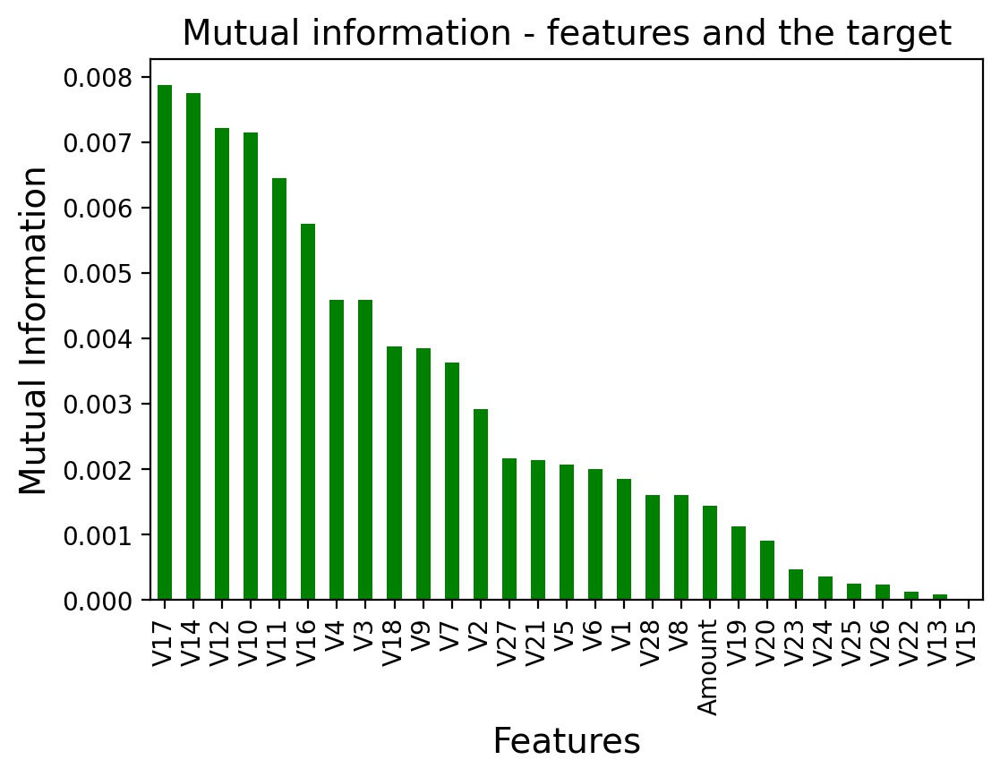 Mutual information - features and the target
Mutual Information
0.008
0.007
0.006
0.005
0.004
0.003
0.002
0.001
0.000
V17
V14
V12
V10
V11
V16
V4
V3
V18
V9
V7
V2
V27
V21
V5
V6
V1
V28
V8
Amount
V19
V20
V23
V24
V25
V26
V22
V13
V15
Features